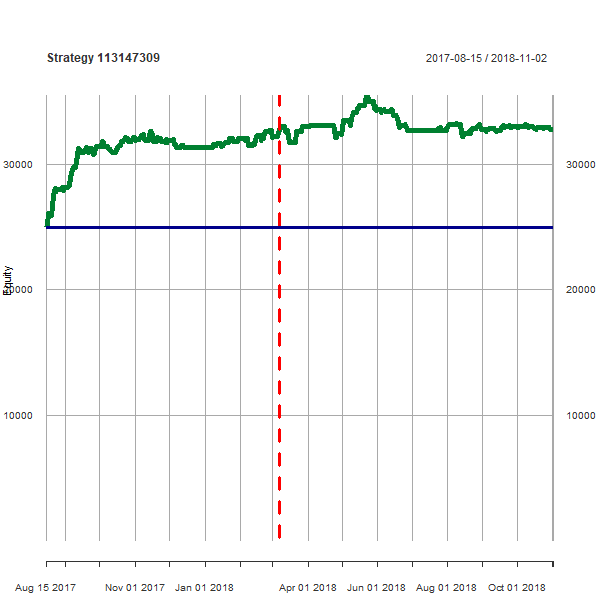 Strategy 113147309 2017-08-15 / 2018-11-02
30000 30000
Equity
20000 20000
10000 10000
Aug 15 2017 Nov 01 2017 Jan 01 2018 Apr 01 2018 Jun 01 2018 Aug 01 2018 Oct 01 2018